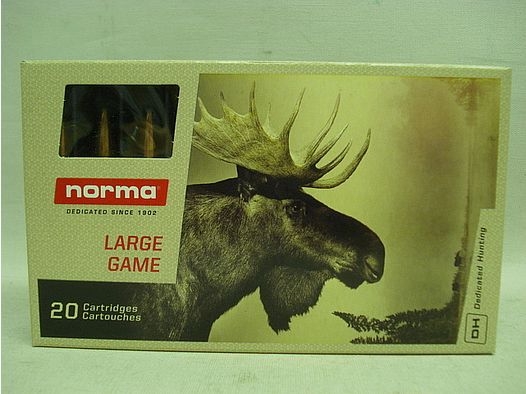 norma
DEDICATED SINCE 1902
LARGE
GAME
20 Cartridges
Cartouches
DH Dedicated Hunting